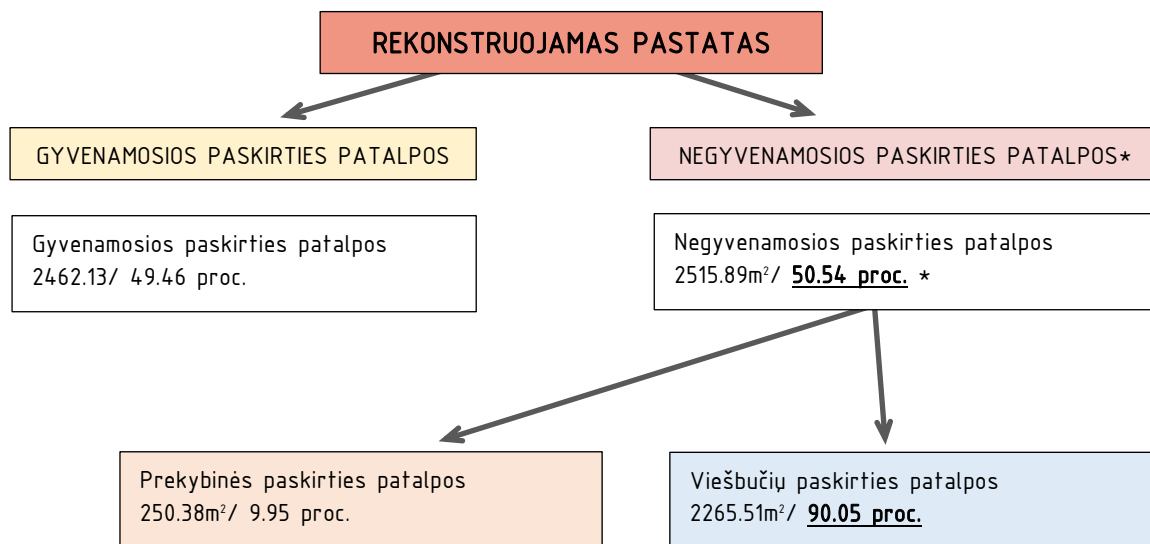 REKONSTRUOJAMAS PASTATAS
GYVENAMOSIOS PASKIRTIES PATALPOS
NEGYVENAMOSIOS PASKIRTIES PATALPOS*
Gyvenamosios paskirties patalpos
2462.13/ 49.46 proc.
Negyvenamosios paskirties patalpos
2515.89m²/ 50.54 proc. *
Prekybinės paskirties patalpos
250.38m²/ 9.95 proc.
Viešbučių paskirties patalpos
2265.51m²/ 90.05 proc.